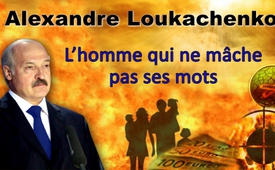 Alexandre Loukachenko
L'homme qui ne mâche
pas ses mots